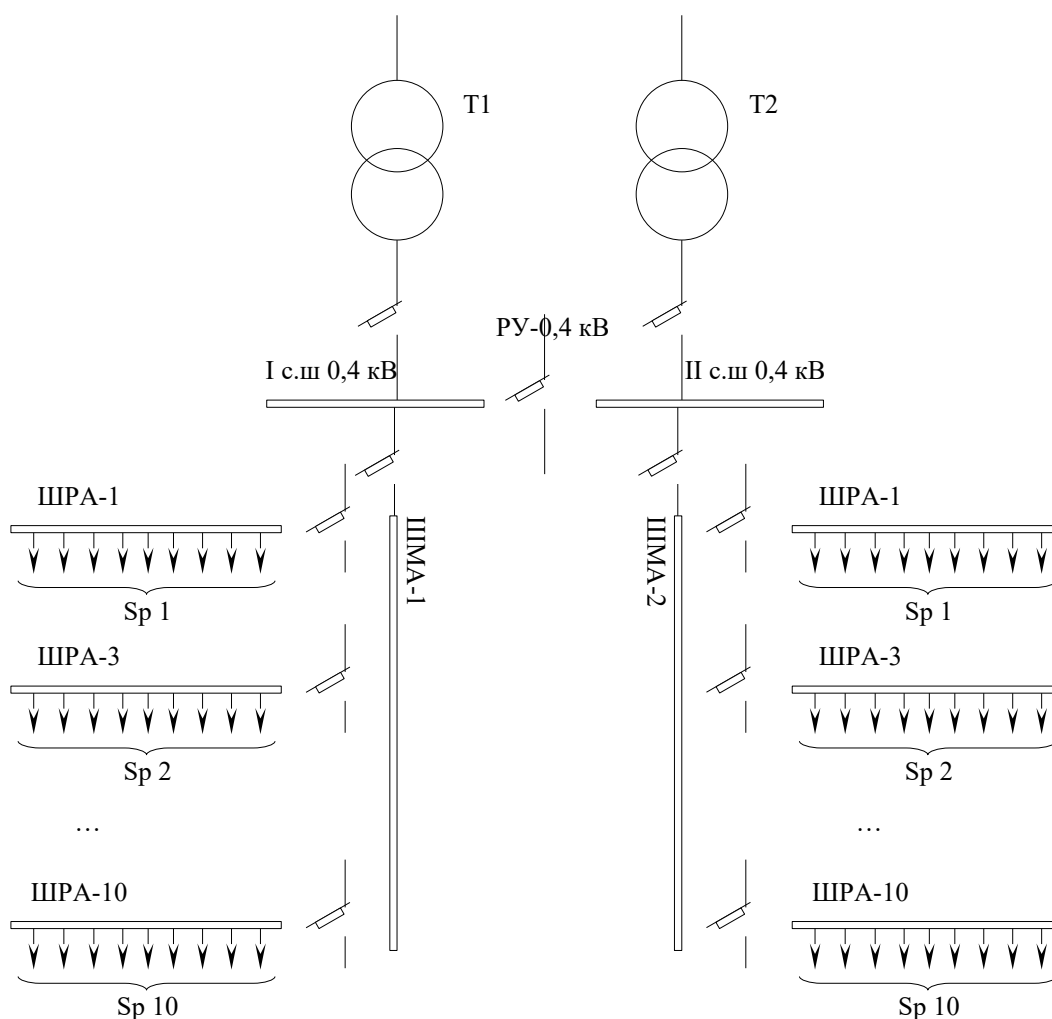 Т1
Т2
РУ-0,4 кВ
I с.ш 0,4 кВ
II с.ш 0,4 кВ
ШРА-1
ШМА-1
ШМА-2
ШРА-1
Sp 1
Sp 1
ШРА-3
ШРА-3
Sp 2
Sp 2
...
...
ШРА-10
ШРА-10
Sp 10
Sp 10